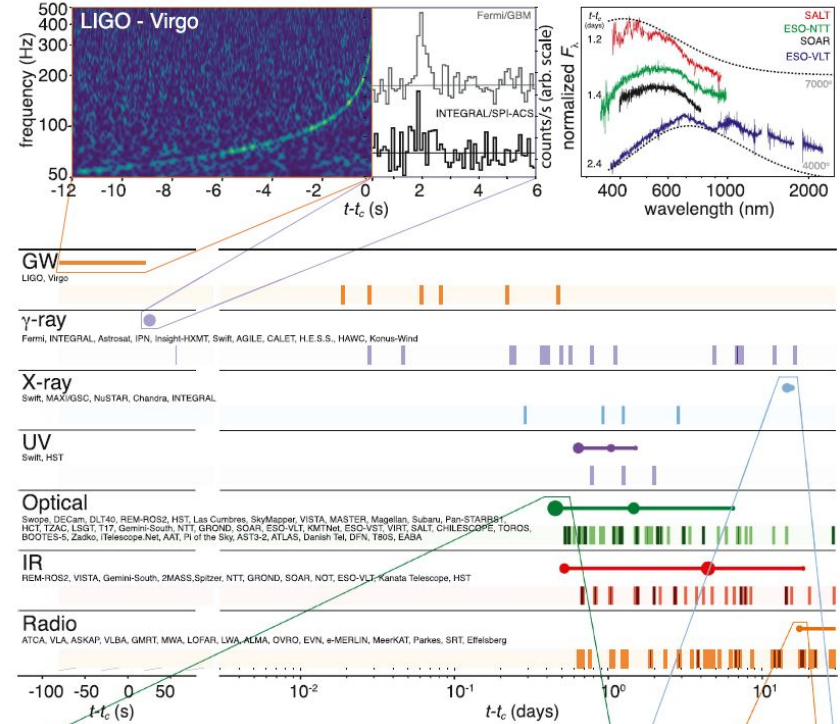 LIGO - Virgo
frequency (Hz)
500
400
300
200
100
50
-12 -10 -8 -6 -4 -2 0 2 4 6
t-tc (s)
Fermi/GBM
INTEGRAL/SPI-ACS
counts/s (arb. scale)
normalized Fλ
t-tc
(days)
1.2
1.4
2.4
SALT
ESO-NTT
SOAR
ESO-VLT
7000°
4000°
400 600 1000 2000
wavelength (nm)
GW
LIGO, Virgo
γ-ray
Fermi, INTEGRAL, Astrosat, IPN, Insight-HXMT, Swift, AGILE, CALET, H.E.S.S., HAWC, Konus-Wind
X-ray
Swift, MAXI/GSC, NuSTAR, Chandra, INTEGRAL
UV
Swift, HST
Optical
Swope, DECam, DLT40, REM-ROS2, HST, Las Cumbres, SkyMapper, VISTA, MASTER, Magellan, Subaru, Pan-STARRS1,
HCT, TZAC, LSGT, T17, Gemini-South, NTT, GROND, SOAR, ESO-VLT, KMTNet, ESO-VST, VIRT, SALT, CHILESCOPE, TOROS,
BOOTES-5, Zadko, iTelescope.Net, AAT, Pi of the Sky, AST3-2, ATLAS, Danish Tel, DFN, T80S, EABA
IR
REM-ROS2, VISTA, Gemini-South, 2MASS,Spitzer, NTT, GROND, SOAR, NOT, ESO-VLT, Kanata Telescope, HST
Radio
ATCA, VLA, ASKAP, VLBA, GMRT, MWA, LOFAR, LWA, ALMA, OVRO, EVN, e-MERLIN, MeerKAT, Parkes, SRT, Effelsberg
-100 -50 0 50
t-tc (s)
10⁻² 10⁻¹ 10⁰ 10¹
t-tc (days)